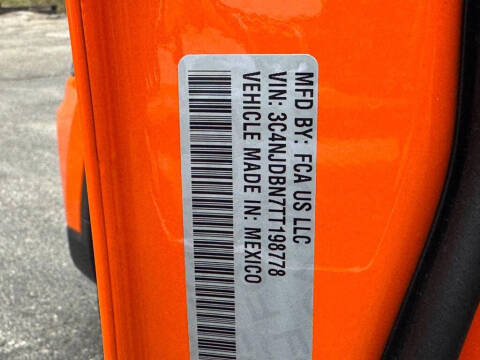 MFD BY: FCA US LLC
VIN: 3C4NJDBN7TT198778
VEHICLE MADE IN: MEXICO